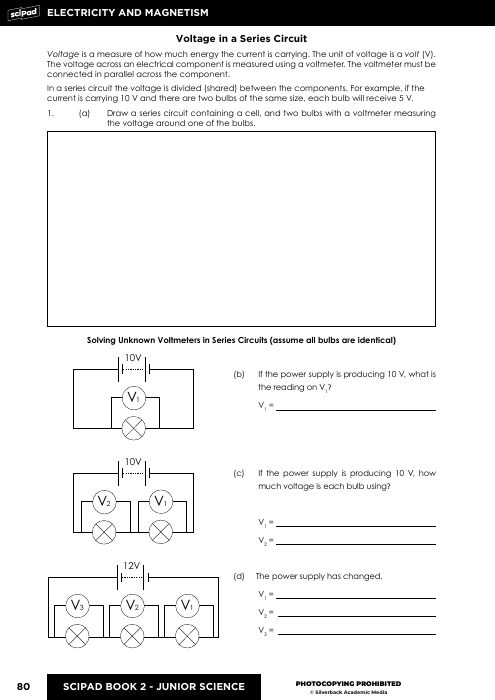 scipad ELECTRICITY AND MAGNETISM
Voltage in a Series Circuit
Voltage is a measure of how much energy the current is carrying. The unit of voltage is a volt (V).
The voltage across an electrical component is measured using a voltmeter. The voltmeter must be
connected in parallel across the component.
In a series circuit the voltage is divided (shared) between the components. For example, if the
current is carrying 10 V and there are two bulbs of the same size, each bulb will receive 5 V.
1. (a) Draw a series circuit containing a cell, and two bulbs with a voltmeter measuring
the voltage around one of the bulbs.
Solving Unknown Voltmeters in Series Circuits (assume all bulbs are identical)
10V
V1
(b) If the power supply is producing 10 V, what is
the reading on V1?
V1 =
10V
V2 V1
(c) If the power supply is producing 10 V, how
much voltage is each bulb using?
V1 =
V2 =
12V
V3 V2 V1
(d) The power supply has changed.
V1 =
V2 =
V3 =
80 SCIPAD BOOK 2 - JUNIOR SCIENCE
PHOTOCOPYING PROHIBITED
© Silverback Academic Media